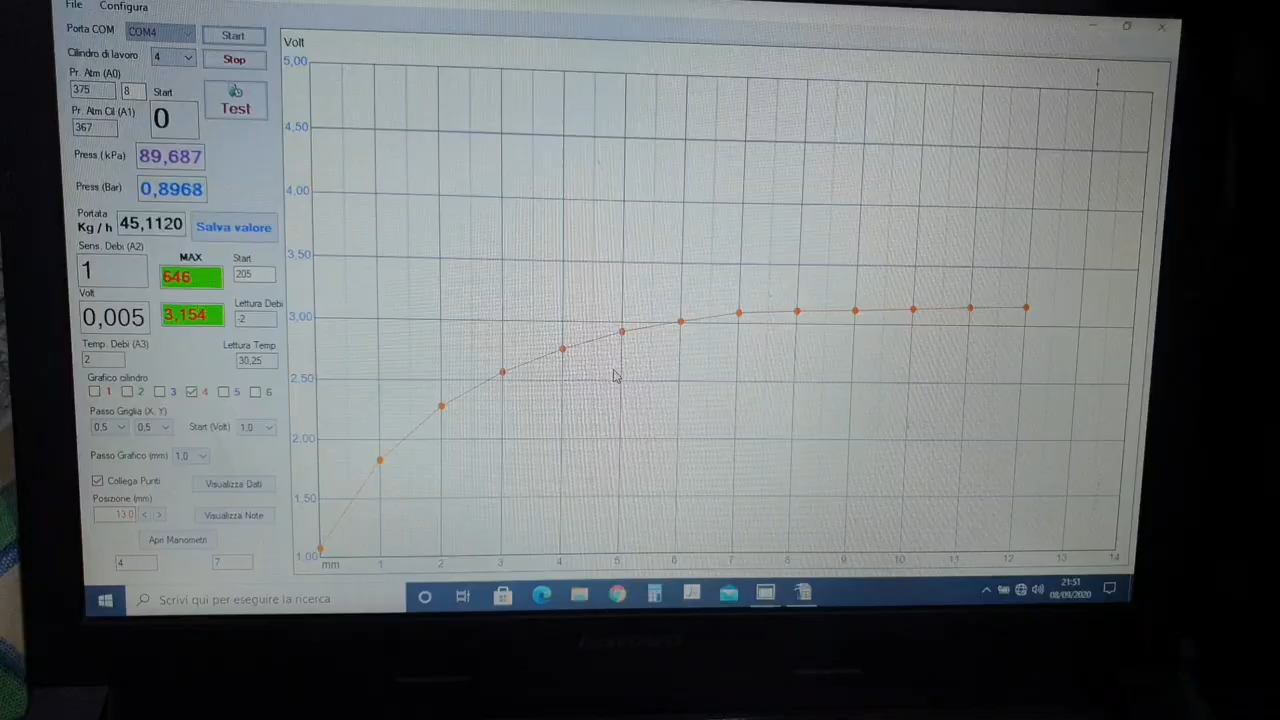 File Configura
Porta COM COM4 Start
Cilindro di lavoro 4 Stop
Pr. Atm (A0)
375 8 Start
Test
Pr. Atm Cil (A1) 0
367
Press (kPa) 89,687
Press (Bar) 0,8968
Portata
Kg / h 45,1120 Salva valore
Sens. Debi (A2)
1 MAX Start
646 205
Volt Lettura Debi
0,005 3,154 -2
Temp. Debi (A3) Lettura Temp
2 30,25
Grafico cilindro
1 2 3 4 5 6
Passo Griglia (X, Y)
0,5 0,5 Start (Volt) 1.0
Passo Grafico (mm) 1.0
Collega Punti Visualizza Dati
Posizione (mm)
13.0 < > Visualizza Note
Apri Manometri
4 7
Volt
5,00
4,50
4,00
3,50
3,00
2,50
2,00
1,50
1,00
mm 1 2 3 4 5 6 7 8 9 10 11 12 13 14
Scrivi qui per eseguire la ricerca
21:51
08/09/2020
lenovo